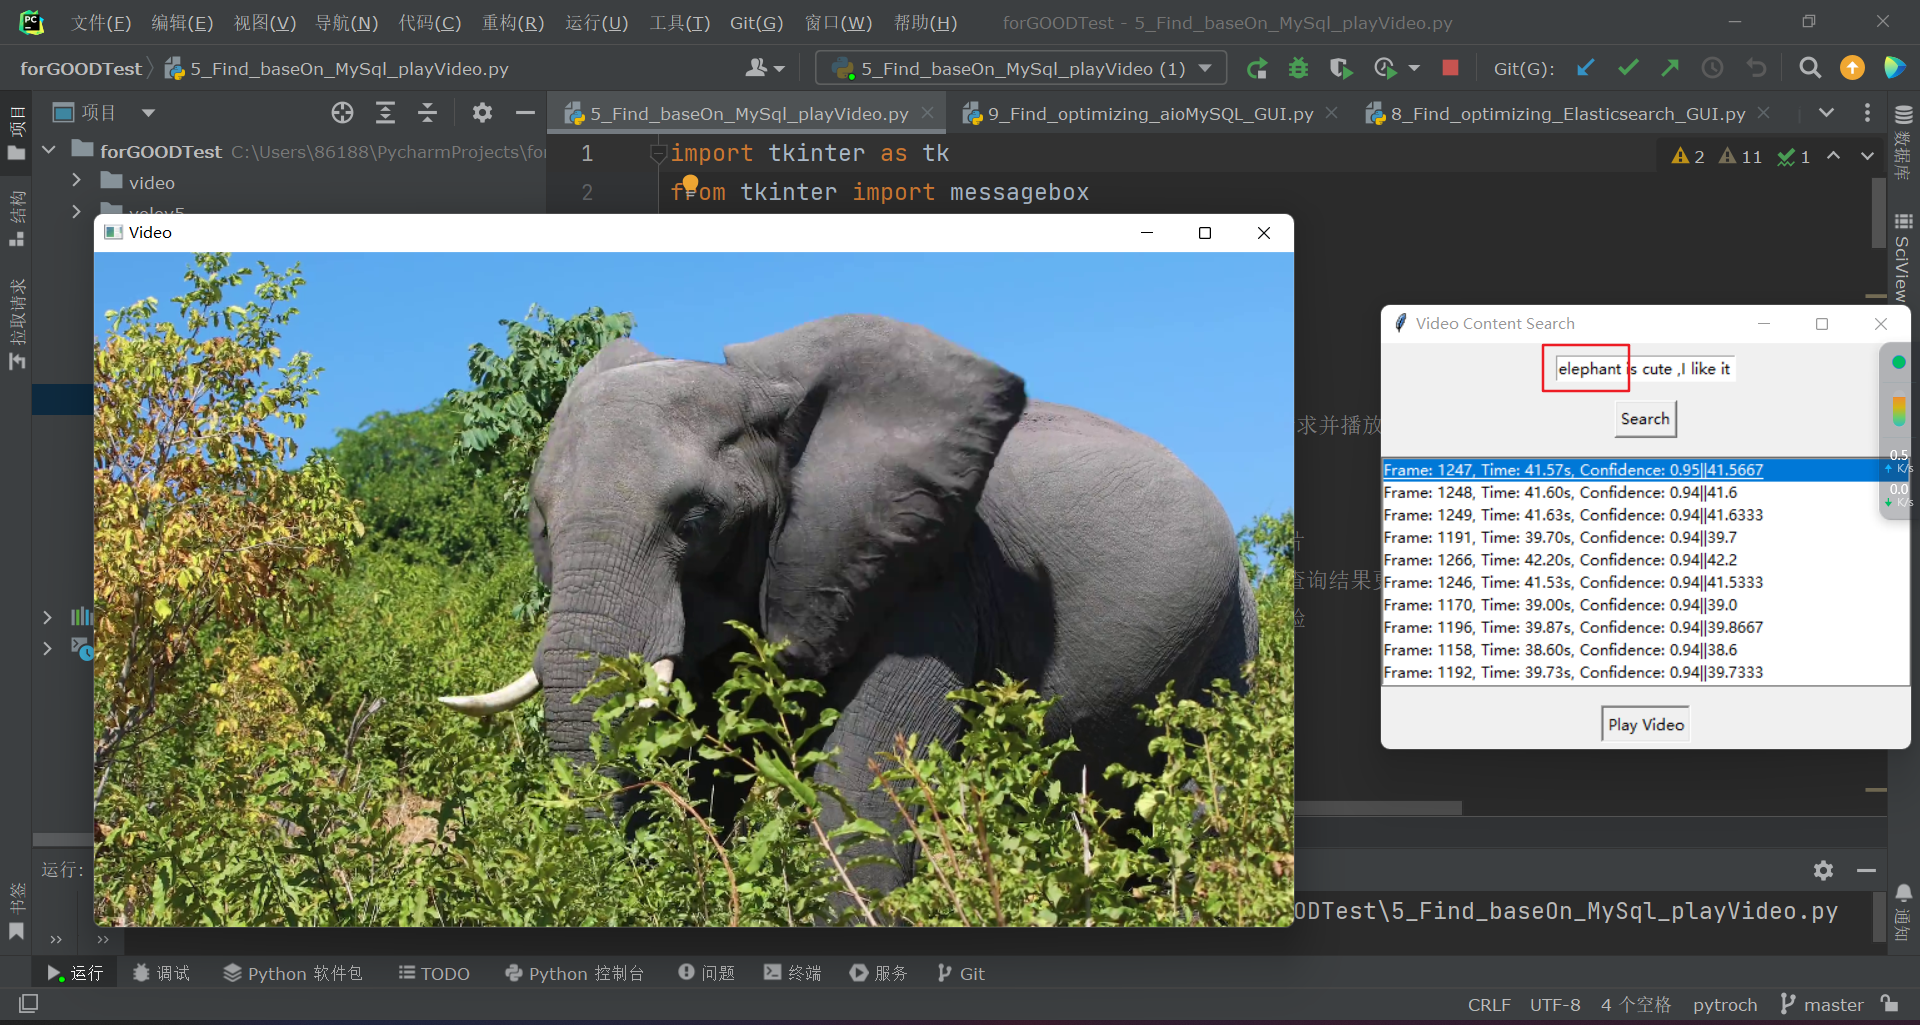 文件(F) 编辑(E) 视图(V) 导航(N) 代码(C) 重构(R) 运行(U) 工具(T) Git(G) 窗口(W) 帮助(H) forGOODTest - 5_Find_baseOn_MySql_playVideo.py
forGOODTest 5_Find_baseOn_MySql_playVideo.py 5_Find_baseOn_MySql_playVideo (1) Git(G):
项目
项目
5_Find_baseOn_MySql_playVideo.py 9_Find_optimizing_aioMySQL_GUI.py 8_Find_optimizing_Elasticsearch_GUI.py
forGOODTest C:\Users\86188\PycharmProjects\for
video
结构
拉取请求
书签
数据库
SciView
通知
1 import tkinter as tk
2 from tkinter import messagebox
2 11 1
Video
求并播放
查询结果
Video Content Search
elephant is cute ,I like it
Search
Frame: 1247, Time: 41.57s, Confidence: 0.95||41.5667
Frame: 1248, Time: 41.60s, Confidence: 0.94||41.6
Frame: 1249, Time: 41.63s, Confidence: 0.94||41.6333
Frame: 1191, Time: 39.70s, Confidence: 0.94||39.7
Frame: 1266, Time: 42.20s, Confidence: 0.94||42.2
Frame: 1246, Time: 41.53s, Confidence: 0.94||41.5333
Frame: 1170, Time: 39.00s, Confidence: 0.94||39.0
Frame: 1196, Time: 39.87s, Confidence: 0.94||39.8667
Frame: 1158, Time: 38.60s, Confidence: 0.94||38.6
Frame: 1192, Time: 39.73s, Confidence: 0.94||39.7333
Play Video
0.5
K/s
0.0
K/s
运行:
ODTest\5_Find_baseOn_MySql_playVideo.py
运行 调试 Python 软件包 TODO Python 控制台 问题 终端 服务 Git
CRLF UTF-8 4 个空格 pytroch master